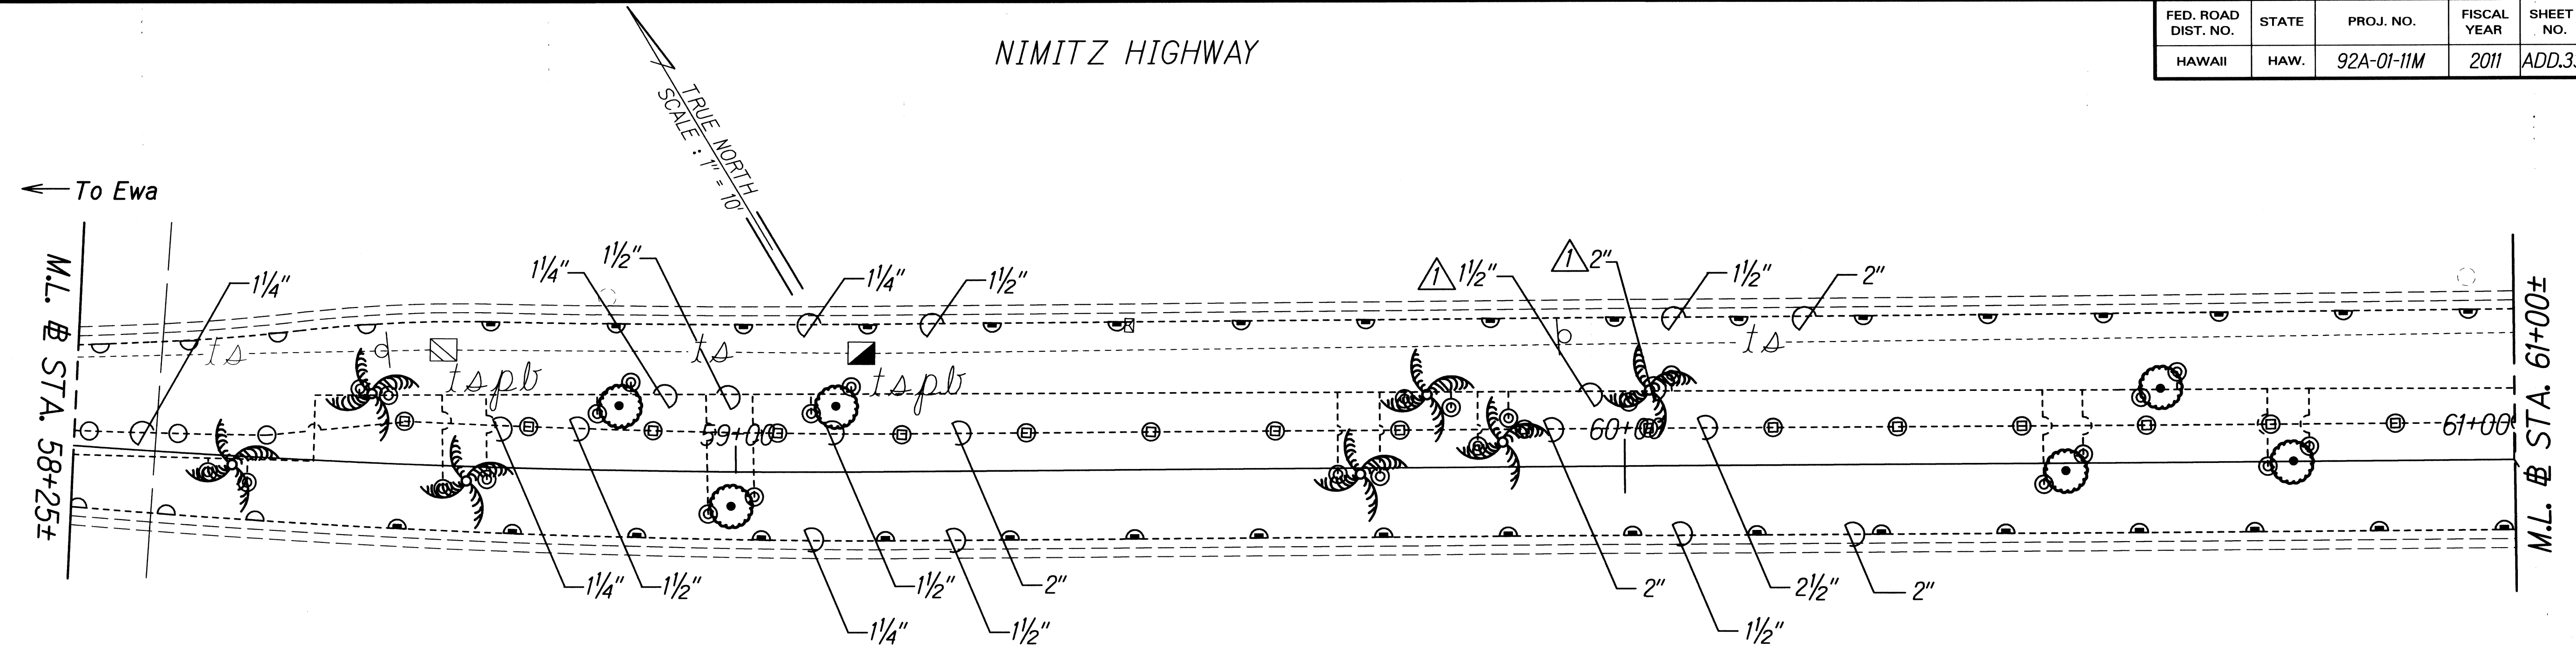 FED. ROAD DIST. NO. STATE PROJ. NO. FISCAL YEAR SHEET NO.
HAWAII HAW. 92A-01-11M 2011 ADD.3
NIMITZ HIGHWAY
TRUE NORTH
SCALE : 1" = 10'
To Ewa
M.L. ℄ STA. 58+25±
1¼"
1¼"
1½"
1¼"
1½"
1 1½"
1 2"
1½"
2"
ts
ts
ts
tspb
tspb
59+00
60+00
61+00
M.L. ℄ STA. 61+00±
1¼"
1½"
1½"
2"
2"
2½"
2"
1¼"
1½"
1½"